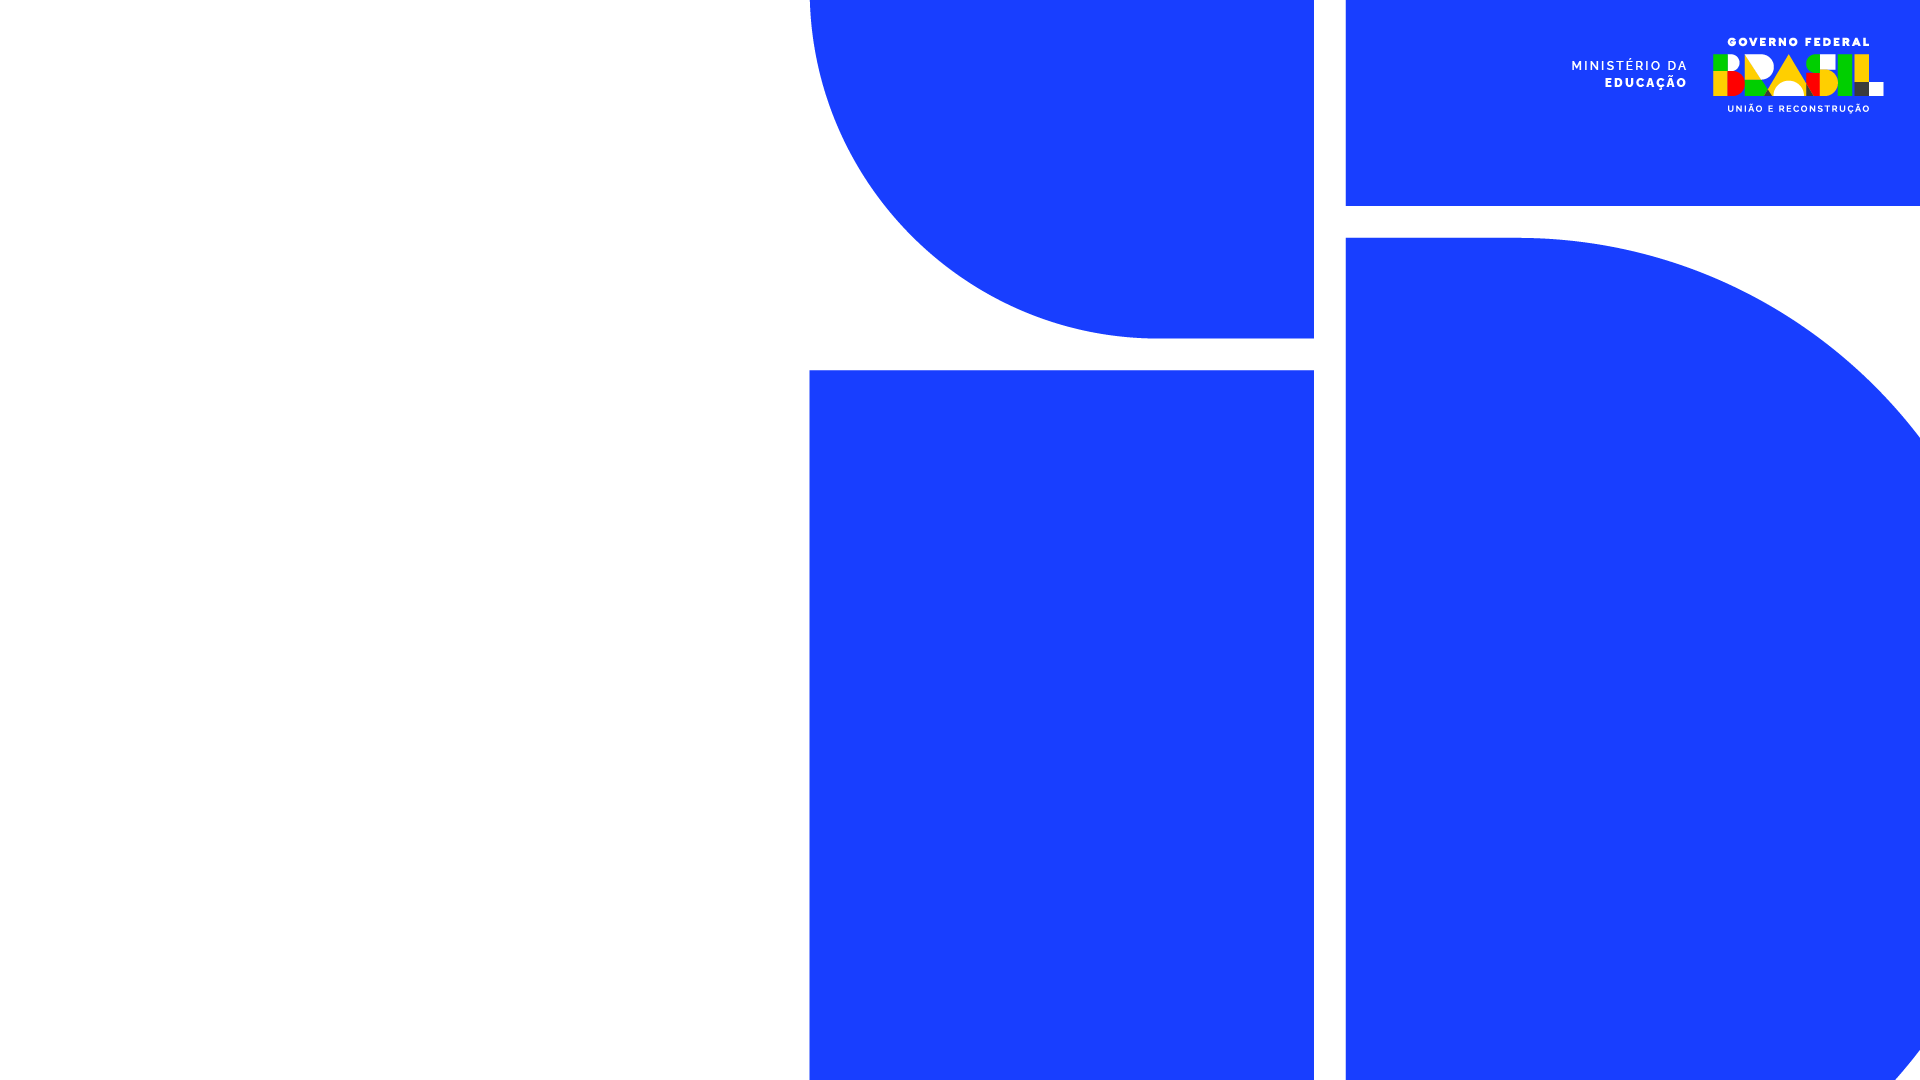 MINISTÉRIO DA
EDUCAÇÃO
GOVERNO FEDERAL
BRASIL
UNIÃO E RECONSTRUÇÃO